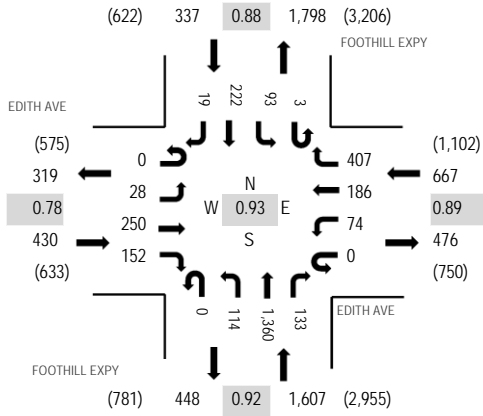 (622) 337 0.88 1,798 (3,206)
FOOTHILL EXPY
19 222 93 3
EDITH AVE
(575)
319
0.78
430
(633)
0
28
250
152
N
W 0.93 E
S
407
186
74
0
(1,102)
667
0.89
476
(750)
0 114 1,360 133
EDITH AVE
FOOTHILL EXPY
(781) 448 0.92 1,607 (2,955)